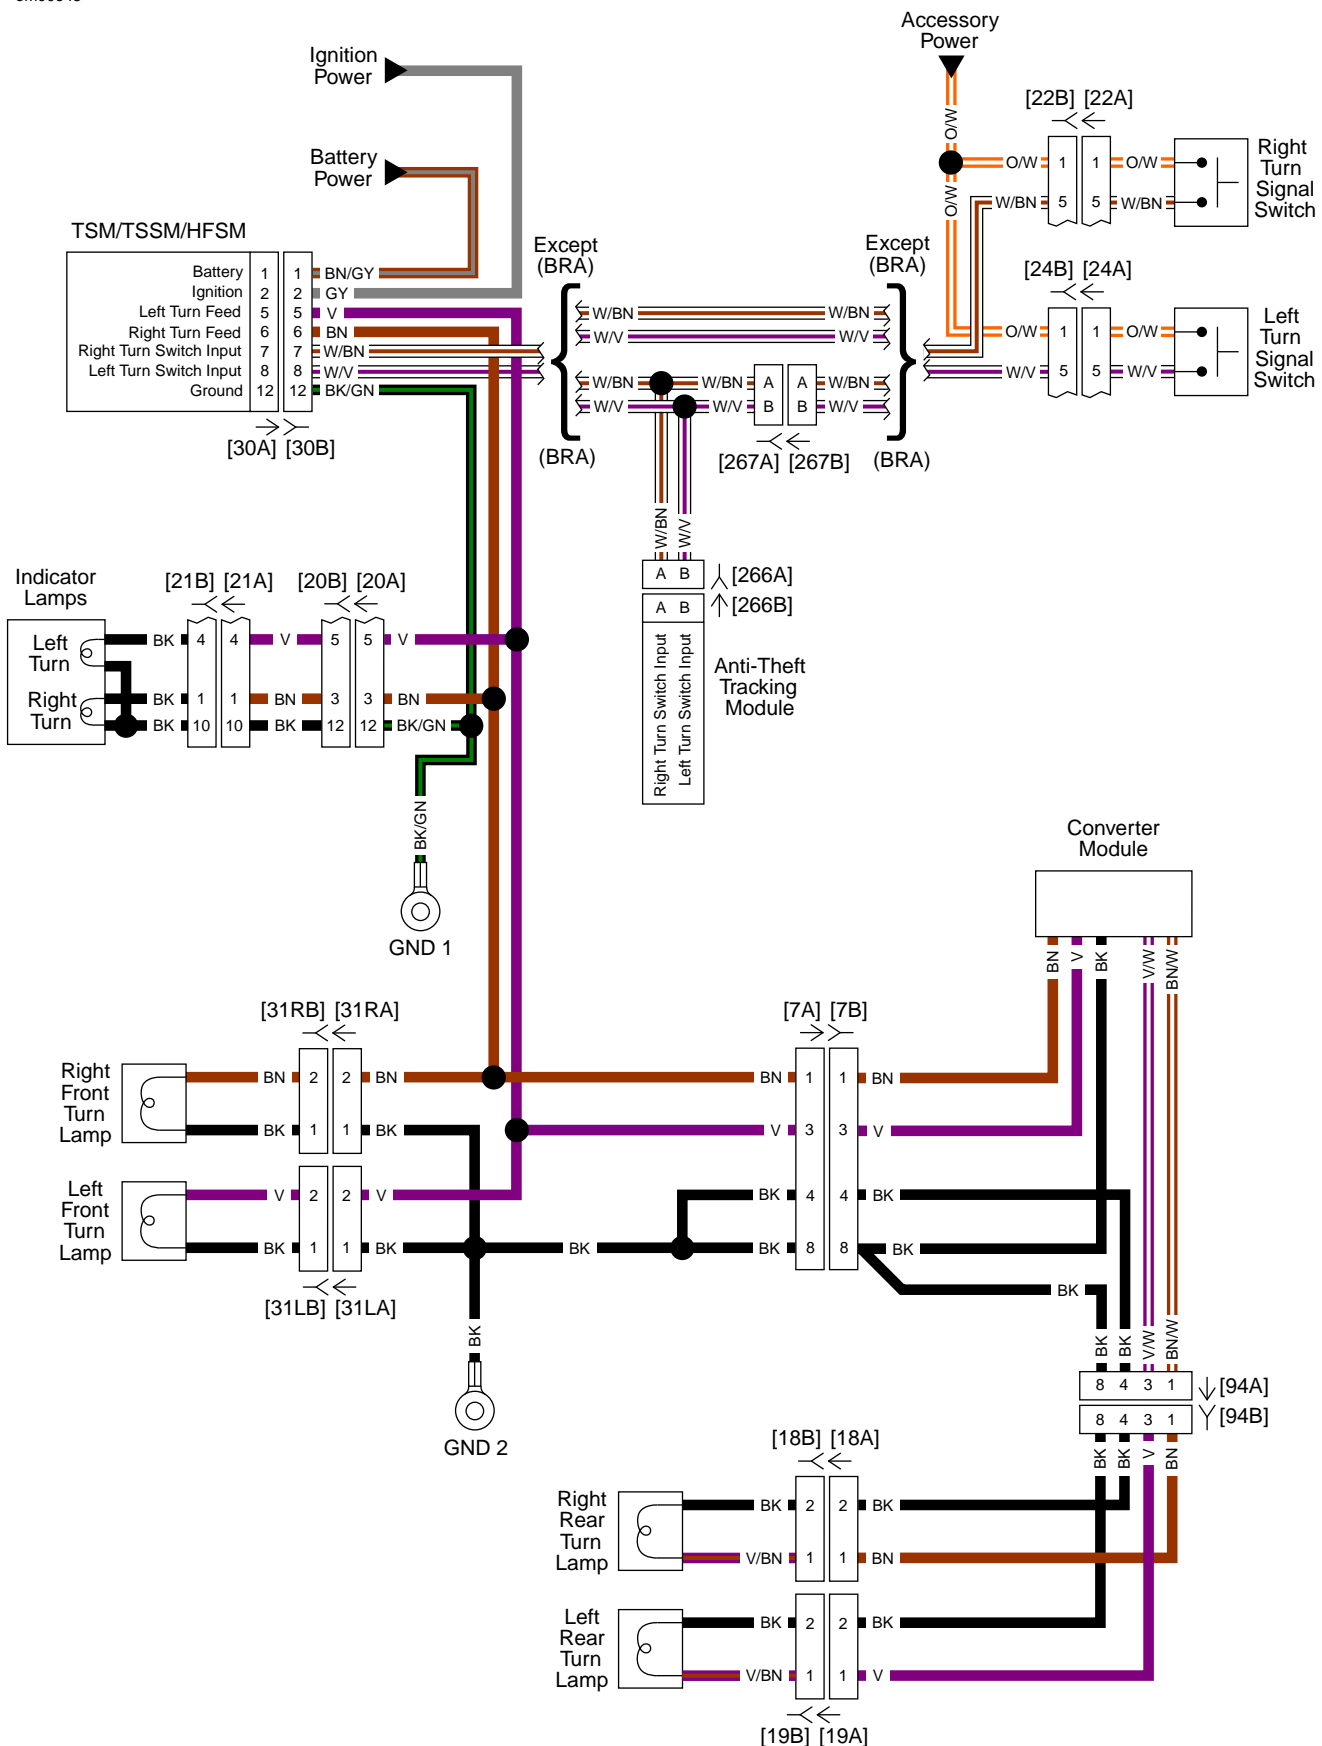 Accessory
Power
Ignition
Power
Battery
Power
O/W
[22B] [22A]
O/W 1 1 O/W
W/BN 5 5 W/BN
Right
Turn
Signal
Switch
O/W
TSM/TSSM/HFSM
Battery 1 1 BN/GY
Ignition 2 2 GY
Left Turn Feed 5 5 V
Right Turn Feed 6 6 BN
Right Turn Switch Input 7 7 W/BN
Left Turn Switch Input 8 8 W/V
Ground 12 12 BK/GN
[30A] [30B]
Except
(BRA)
Except
(BRA)
W/BN W/BN
W/V W/V
W/BN W/BN A A W/BN
W/V W/V B B W/V
(BRA)
[267A] [267B]
(BRA)
[24B] [24A]
O/W 1 1 O/W
W/V 5 5 W/V
Left
Turn
Signal
Switch
W/BN
W/V
A B
[266A]
A B
[266B]
Right Turn Switch Input
Left Turn Switch Input
Anti-Theft
Tracking
Module
Indicator
Lamps
[21B] [21A] [20B] [20A]
Left
Turn
BK 4 4 V 5 5 V
Right
Turn
BK 1 1 BN 3 3 BN
BK 10 10 BK 12 12 BK/GN
BK/GN
GND 1
Converter
Module
BN
V
BK
V/W
BN/W
[31RB] [31RA]
[7A] [7B]
Right
Front
Turn
Lamp
BN 2 2 BN
BK 1 1 BK
BN 1 1 BN
V 3 3 V
BK 4 4 BK
BK BK 8 8 BK
BK
Left
Front
Turn
Lamp
V 2 2 V
BK 1 1 BK
[31LB] [31LA]
BK
GND 2
BK
BK
V/W
BN/W
8 4 3 1
[94A]
8 4 3 1
[94B]
BK
BK
V
BN
[18B] [18A]
Right
Rear
Turn
Lamp
BK 2 2 BK
V/BN 1 1 BN
Left
Rear
Turn
Lamp
BK 2 2 BK
V/BN 1 1 V
[19B] [19A]